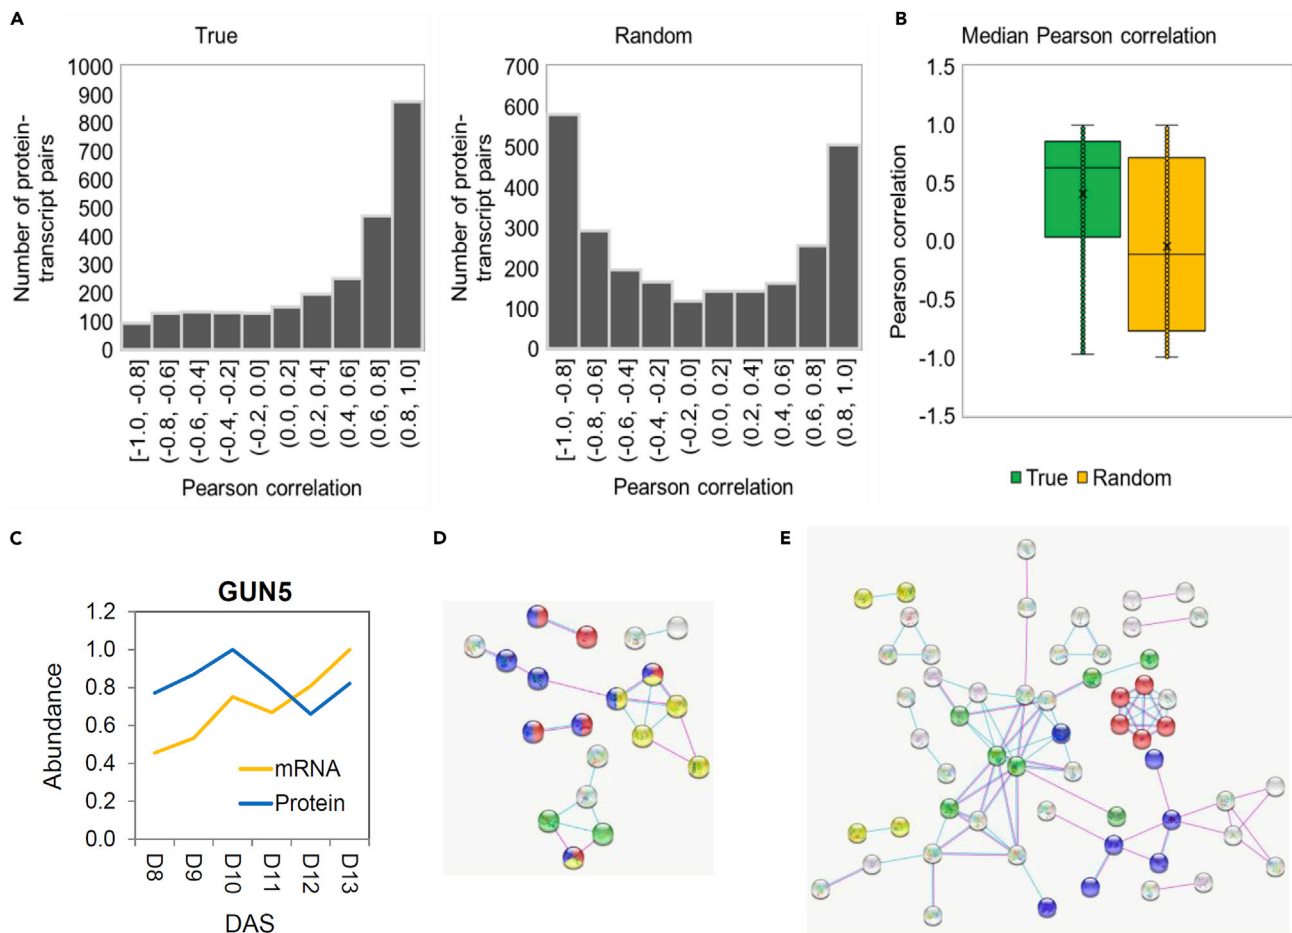 A
True
1000
900
800
700
600
500
400
300
200
100
0
Number of protein-
transcript pairs
[-1.0, -0.8]
(-0.8, -0.6]
(-0.6, -0.4]
(-0.4, -0.2]
(-0.2, 0.0]
(0.0, 0.2]
(0.2, 0.4]
(0.4, 0.6]
(0.6, 0.8]
(0.8, 1.0]
Pearson correlation
Random
700
600
500
400
300
200
100
0
Number of protein-
transcript pairs
[-1.0, -0.8]
(-0.8, -0.6]
(-0.6, -0.4]
(-0.4, -0.2]
(-0.2, 0.0]
(0.0, 0.2]
(0.2, 0.4]
(0.4, 0.6]
(0.6, 0.8]
(0.8, 1.0]
Pearson correlation
B
Median Pearson correlation
1.5
1.0
0.5
0.0
-0.5
-1.0
-1.5
Pearson correlation
True Random
C
GUN5
1.2
1.0
0.8
0.6
0.4
0.2
0.0
Abundance
mRNA
Protein
D8
D9
D10
D11
D12
D13
DAS
D
E